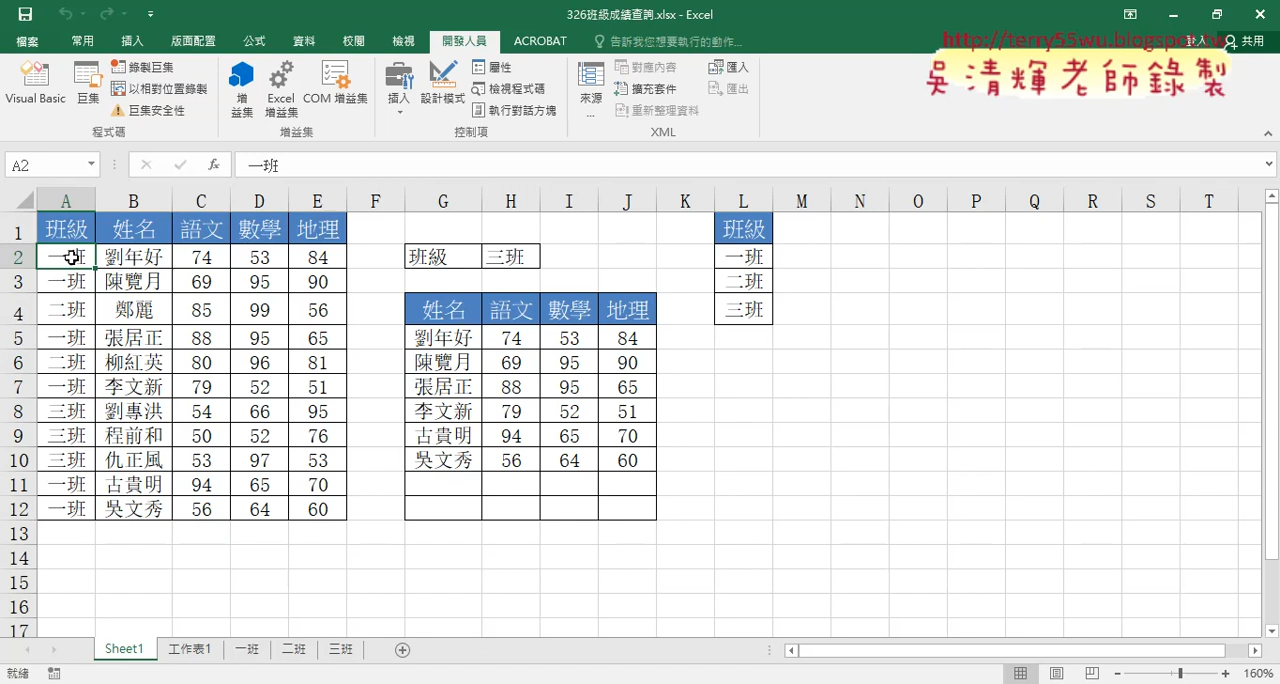 326班級成績查詢.xlsx - Excel
檔案 常用 插入 版面配置 公式 資料 校閱 檢視 開發人員 ACROBAT 告訴我您想要執行的動作... 登入 共用
http://terry55wu.blogspot.tw
吳清輝老師錄製
Visual Basic 巨集 錄製巨集 以相對位置錄製 巨集安全性
增益集 Excel 增益集 COM 增益集
插入 設計模式 屬性 檢視程式碼 執行對話方塊
來源... 對應內容 擴充套件 重新整理資料 匯入 匯出
程式碼 增益集 控制項 XML
A2 fx 一班
A B C D E F G H I J K L M N O P Q R S T
1 班級 姓名 語文 數學 地理 班級
2 一班 劉年好 74 53 84 班級 三班 一班
3 一班 陳覽月 69 95 90 二班
4 二班 鄭麗 85 99 56 姓名 語文 數學 地理 三班
5 一班 張居正 88 95 65 劉年好 74 53 84
6 二班 柳紅英 80 96 81 陳覽月 69 95 90
7 一班 李文新 79 52 51 張居正 88 95 65
8 三班 劉專洪 54 66 95 李文新 79 52 51
9 三班 程前和 50 52 76 古貴明 94 65 70
10 三班 仇正風 53 97 53 吳文秀 56 64 60
11 一班 古貴明 94 65 70
12 一班 吳文秀 56 64 60
13
14
15
16
17
Sheet1 工作表1 一班 二班 三班
就緒 160%